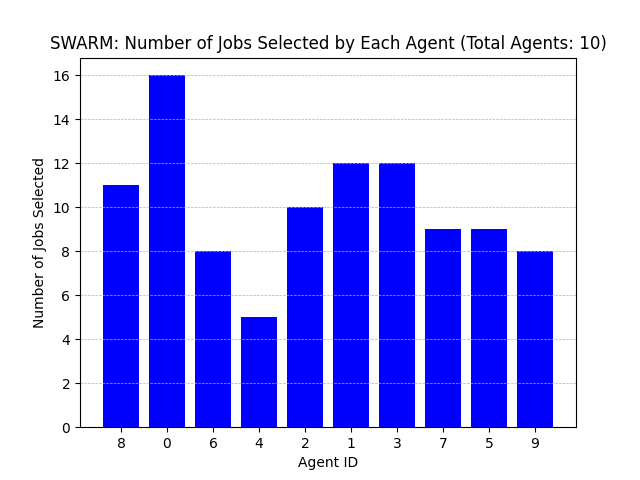 SWARM: Number of Jobs Selected by Each Agent (Total Agents: 10)
16
14
12
10
8
6
4
2
0
Number of Jobs Selected
8 0 6 4 2 1 3 7 5 9
Agent ID